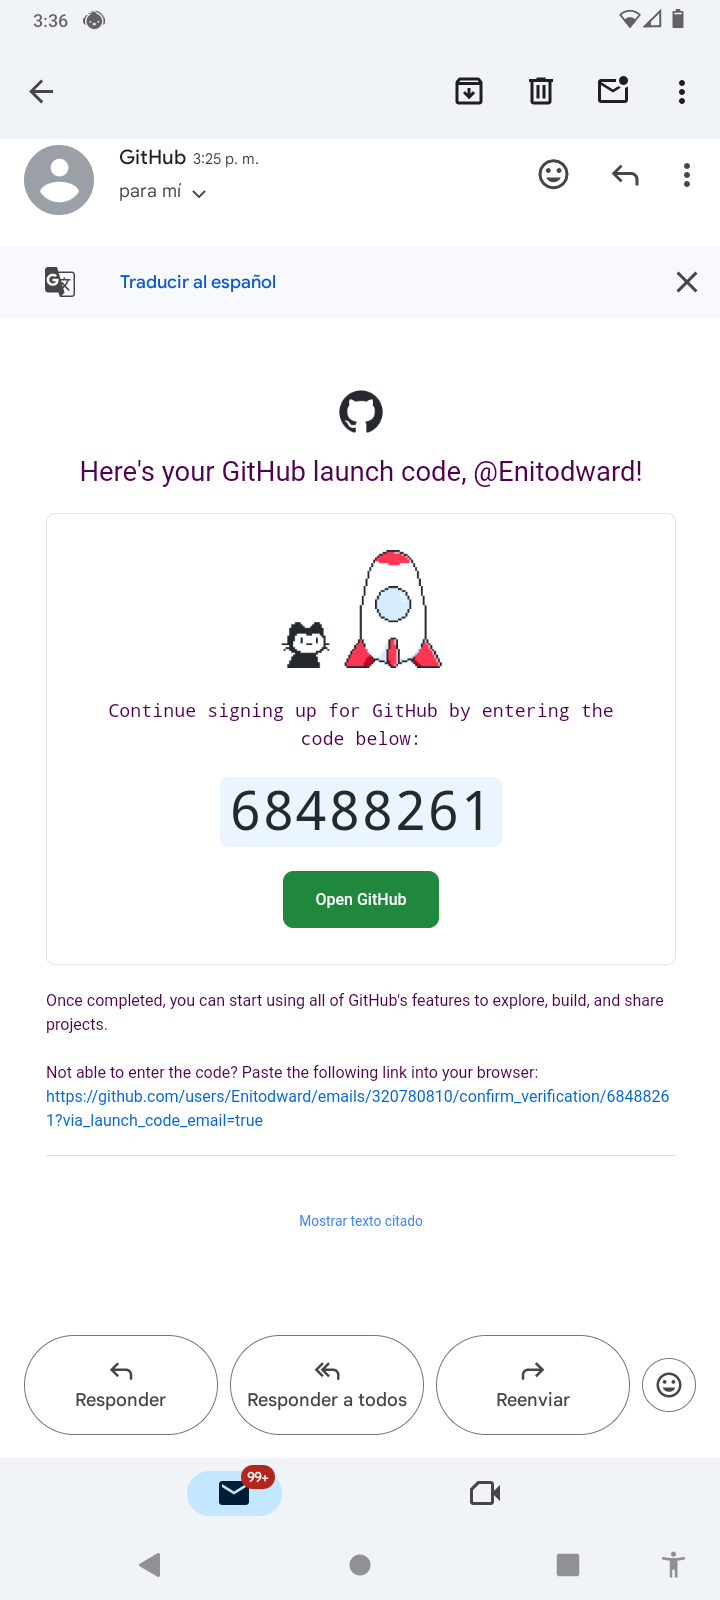 3:36
GitHub 3:25 p. m.
para mí
Traducir al español
Here's your GitHub launch code, @Enitodward!
Continue signing up for GitHub by entering the
code below:
68488261
Open GitHub
Once completed, you can start using all of GitHub's features to explore, build, and share
projects.
Not able to enter the code? Paste the following link into your browser:
https://github.com/users/Enitodward/emails/320780810/confirm_verification/6848826
1?via_launch_code_email=true
Mostrar texto citado
Responder
Responder a todos
Reenviar
99+